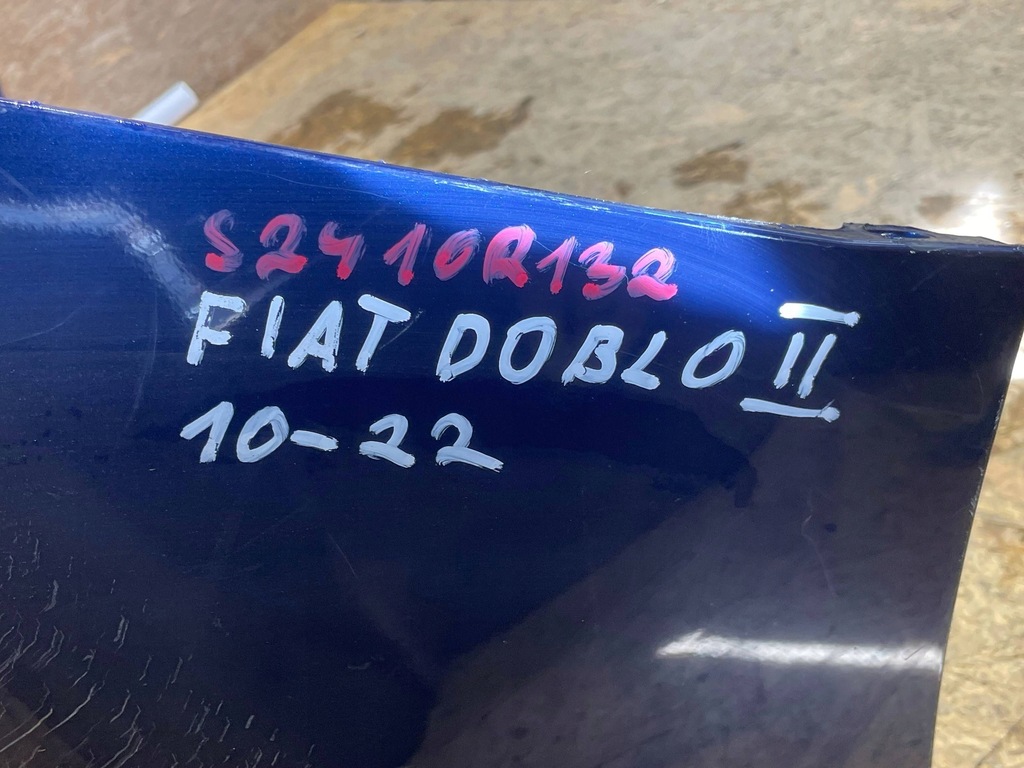 S2410R132
FIAT DOBLO II
10-22